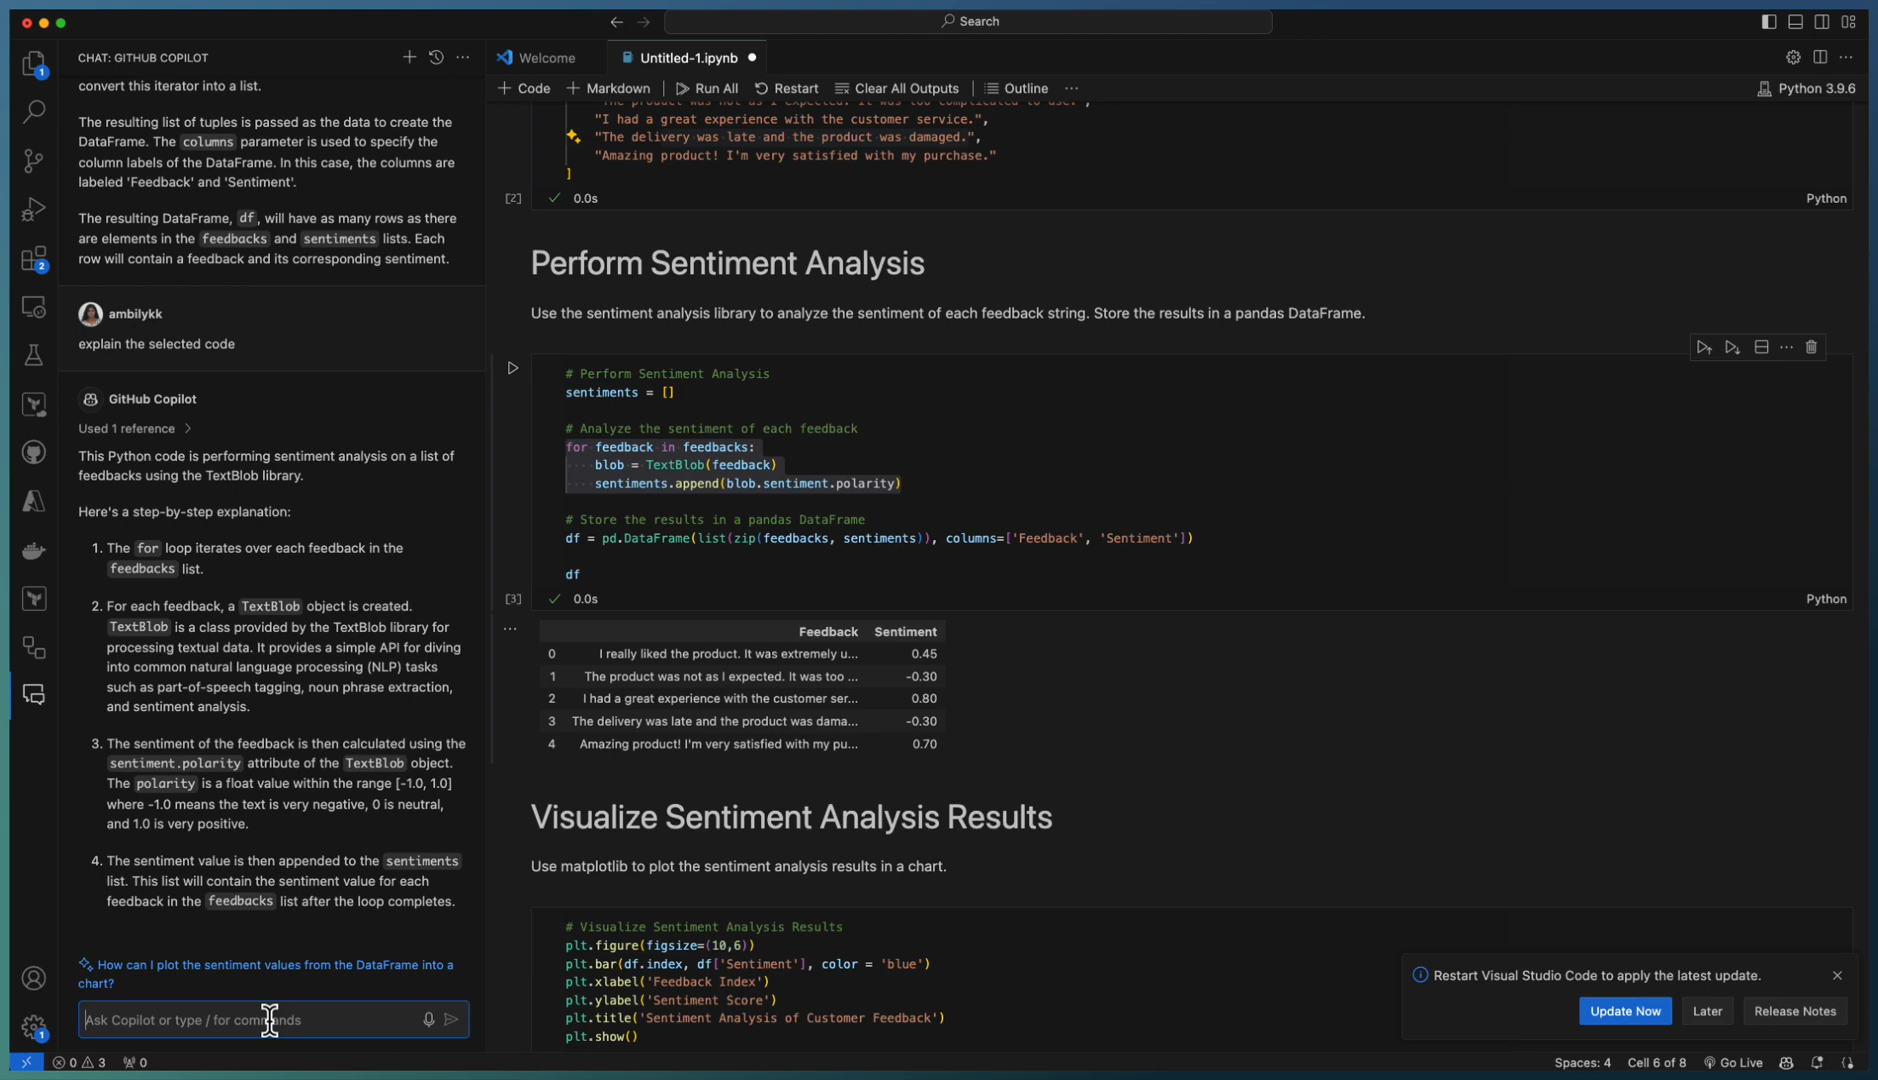 Search
CHAT: GITHUB COPILOT
convert this iterator into a list.
The resulting list of tuples is passed as the data to create the
DataFrame. The columns parameter is used to specify the
column labels of the DataFrame. In this case, the columns are
labeled 'Feedback' and 'Sentiment'.
The resulting DataFrame, df, will have as many rows as there
are elements in the feedbacks and sentiments lists. Each
row will contain a feedback and its corresponding sentiment.
ambilykk
explain the selected code
GitHub Copilot
Used 1 reference
This Python code is performing sentiment analysis on a list of
feedbacks using the TextBlob library.
Here's a step-by-step explanation:
1. The for loop iterates over each feedback in the
feedbacks list.
2. For each feedback, a TextBlob object is created.
TextBlob is a class provided by the TextBlob library for
processing textual data. It provides a simple API for diving
into common natural language processing (NLP) tasks
such as part-of-speech tagging, noun phrase extraction,
and sentiment analysis.
3. The sentiment of the feedback is then calculated using the
sentiment.polarity attribute of the TextBlob object.
The polarity is a float value within the range [-1.0, 1.0]
where -1.0 means the text is very negative, 0 is neutral,
and 1.0 is very positive.
4. The sentiment value is then appended to the sentiments
list. This list will contain the sentiment value for each
feedback in the feedbacks list after the loop completes.
How can I plot the sentiment values from the DataFrame into a
chart?
Ask Copilot or type / for commands
1
2
1
Welcome
Untitled-1.ipynb
+ Code + Markdown Run All Restart Clear All Outputs Outline ... Python 3.9.6
"The product was not as I expected. It was too complicated to use.",
"I had a great experience with the customer service.",
"The delivery was late and the product was damaged.",
"Amazing product! I'm very satisfied with my purchase."
]
[2] 0.0s Python
Perform Sentiment Analysis
Use the sentiment analysis library to analyze the sentiment of each feedback string. Store the results in a pandas DataFrame.
# Perform Sentiment Analysis
sentiments = []
# Analyze the sentiment of each feedback
for feedback in feedbacks:
blob = TextBlob(feedback)
sentiments.append(blob.sentiment.polarity)
# Store the results in a pandas DataFrame
df = pd.DataFrame(list(zip(feedbacks, sentiments)), columns=['Feedback', 'Sentiment'])
df
[3] 0.0s Python
Feedback Sentiment
0 I really liked the product. It was extremely u... 0.45
1 The product was not as I expected. It was too ... -0.30
2 I had a great experience with the customer ser... 0.80
3 The delivery was late and the product was dama... -0.30
4 Amazing product! I'm very satisfied with my pu... 0.70
Visualize Sentiment Analysis Results
Use matplotlib to plot the sentiment analysis results in a chart.
# Visualize Sentiment Analysis Results
plt.figure(figsize=(10,6))
plt.bar(df.index, df['Sentiment'], color = 'blue')
plt.xlabel('Feedback Index')
plt.ylabel('Sentiment Score')
plt.title('Sentiment Analysis of Customer Feedback')
plt.show()
Restart Visual Studio Code to apply the latest update.
Update Now Later Release Notes
0 3 0
Spaces: 4 Cell 6 of 8 Go Live